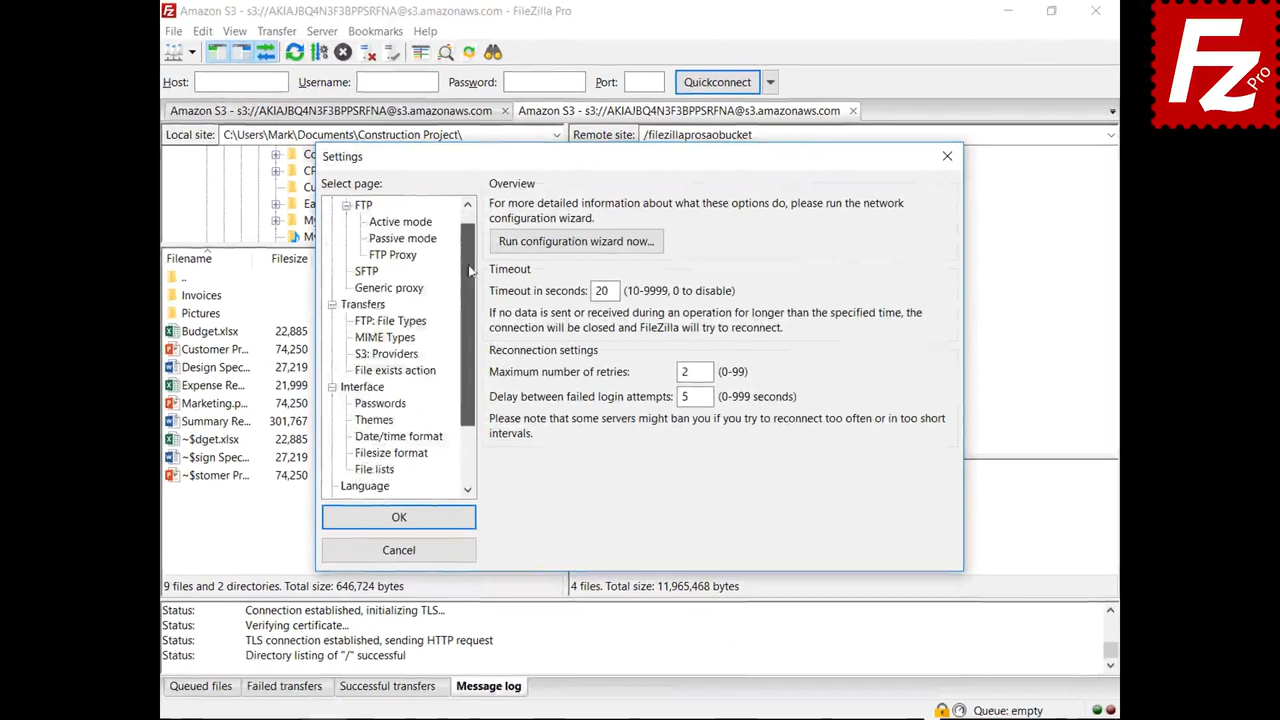 Amazon S3 - s3://AKIAJBQ4N3F3BPPSRFNA@s3.amazonaws.com - FileZilla Pro
File Edit View Transfer Server Bookmarks Help
Host: Username: Password: Port: Quickconnect
Amazon S3 - s3://AKIAJBQ4N3F3BPPSRFNA@s3.amazonaws.com Amazon S3 - s3://AKIAJBQ4N3F3BPPSRFNA@s3.amazonaws.com
Local site: C:\Users\Mark\Documents\Construction Project\ Remote site: /filezillaprosaobucket
Co
CP
Cu
Ea
My
M
Filename Filesize
..
Invoices
Pictures
Budget.xlsx 22,885
Customer Pr... 74,250
Design Spec... 27,219
Expense Re... 21,999
Marketing.p... 74,250
Summary Re... 301,767
~$dget.xlsx 22,885
~$sign Spec... 27,219
~$stomer Pr... 74,250
9 files and 2 directories. Total size: 646,724 bytes
4 files. Total size: 11,965,468 bytes
Settings
Select page:
FTP
Active mode
Passive mode
FTP Proxy
SFTP
Generic proxy
Transfers
FTP: File Types
MIME Types
S3: Providers
File exists action
Interface
Passwords
Themes
Date/time format
Filesize format
File lists
Language
OK
Cancel
Overview
For more detailed information about what these options do, please run the network
configuration wizard.
Run configuration wizard now...
Timeout
Timeout in seconds: 20 (10-9999, 0 to disable)
If no data is sent or received during an operation for longer than the specified time, the
connection will be closed and FileZilla will try to reconnect.
Reconnection settings
Maximum number of retries: 2 (0-99)
Delay between failed login attempts: 5 (0-999 seconds)
Please note that some servers might ban you if you try to reconnect too often or in too short
intervals.
Status: Connection established, initializing TLS...
Status: Verifying certificate...
Status: TLS connection established, sending HTTP request
Status: Directory listing of "/" successful
Queued files Failed transfers Successful transfers Message log
Queue: empty
Fz
Pro